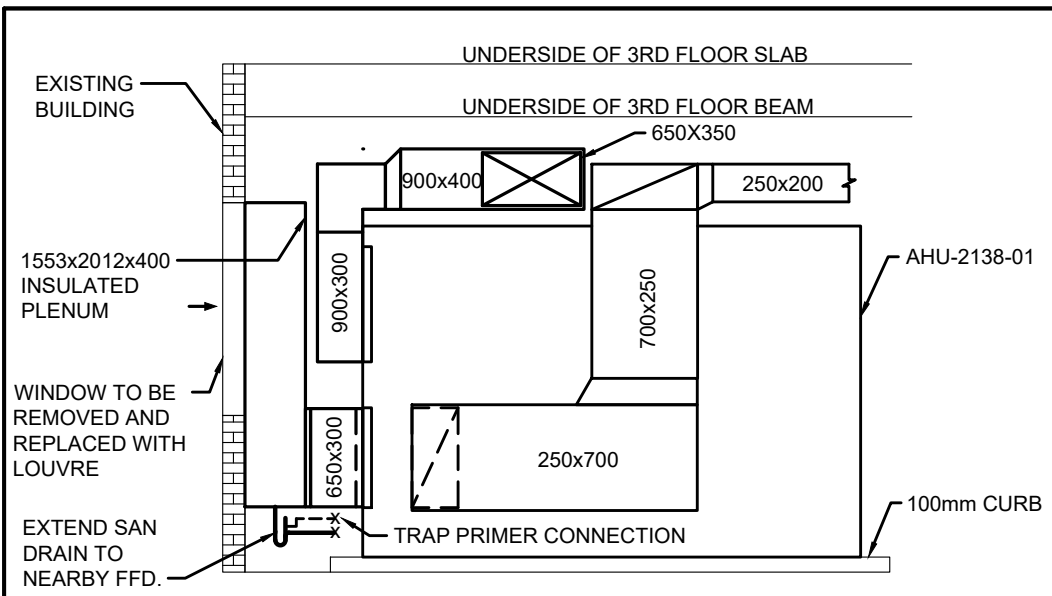 UNDERSIDE OF 3RD FLOOR SLAB
EXISTING
BUILDING
UNDERSIDE OF 3RD FLOOR BEAM
650X350
900x400
250x200
1553x2012x400
INSULATED
PLENUM
AHU-2138-01
900x300
700x250
WINDOW TO BE
REMOVED AND
REPLACED WITH
LOUVRE
650x300
250x700
100mm CURB
EXTEND SAN
DRAIN TO
NEARBY FFD.
X
X
TRAP PRIMER CONNECTION